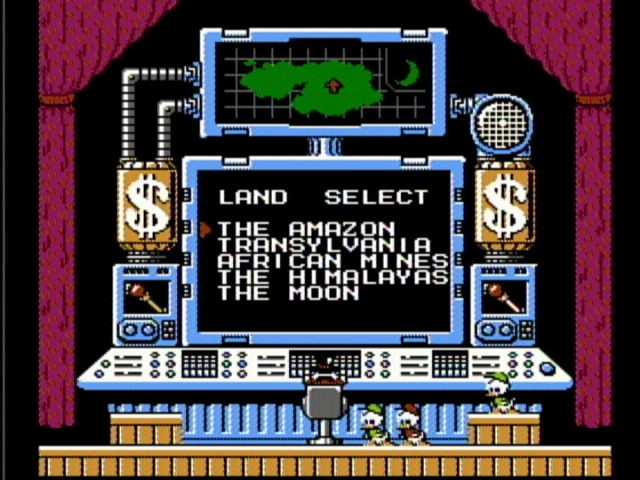 LAND SELECT
$ $
THE AMAZON
TRANSYLVANIA
AFRICAN MINES
THE HIMALAYAS
THE MOON